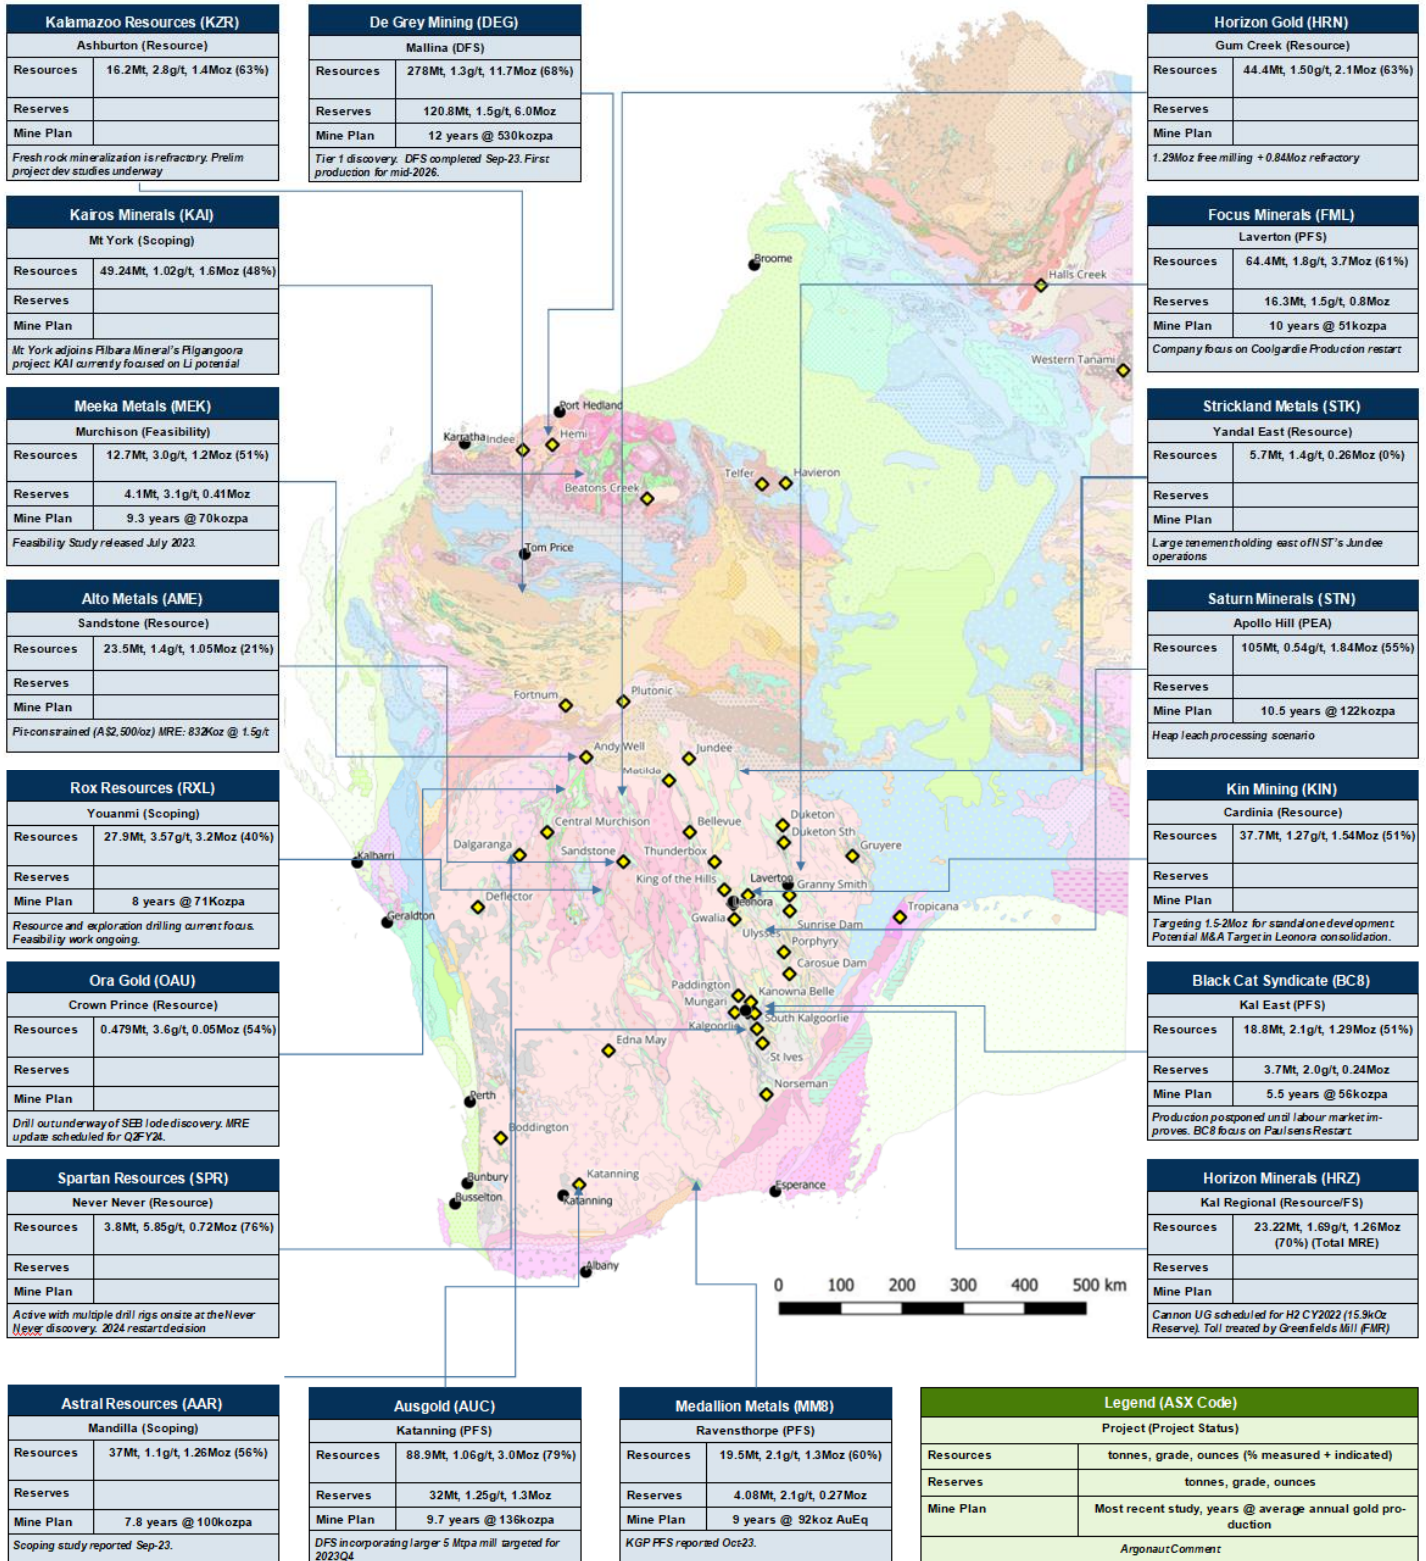 Kalamazoo Resources (KZR)
Ashburton (Resource)
Resources 16.2Mt, 2.8g/t, 1.4Moz (63%)
Reserves
Mine Plan
Fresh rock mineralization is refractory. Prelim
project dev studies underway
De Grey Mining (DEG)
Mallina (DFS)
Resources 278Mt, 1.3g/t, 11.7Moz (68%)
Reserves 120.8Mt, 1.5g/t, 6.0Moz
Mine Plan 12 years @ 530kozpa
Tier 1 discovery. DFS completed Sep-23. First
production for mid-2026.
Horizon Gold (HRN)
Gum Creek (Resource)
Resources 44.4Mt, 1.50g/t, 2.1Moz (63%)
Reserves
Mine Plan
1.29Moz free milling + 0.84Moz refractory
Kairos Minerals (KAI)
Mt York (Scoping)
Resources 49.24Mt, 1.02g/t, 1.6Moz (48%)
Reserves
Mine Plan
Mt York adjoins Pilbara Mineral's Pilgangoora
project. KAI currently focused on Li potential
Focus Minerals (FML)
Laverton (PFS)
Resources 64.4Mt, 1.8g/t, 3.7Moz (61%)
Reserves 16.3Mt, 1.5g/t, 0.8Moz
Mine Plan 10 years @ 51kozpa
Company focus on Coolgardie Production restart
Meeka Metals (MEK)
Murchison (Feasibility)
Resources 12.7Mt, 3.0g/t, 1.2Moz (51%)
Reserves 4.1Mt, 3.1g/t, 0.41Moz
Mine Plan 9.3 years @ 70kozpa
Feasibility Study released July 2023.
Strickland Metals (STK)
Yandal East (Resource)
Resources 5.7Mt, 1.4g/t, 0.26Moz (0%)
Reserves
Mine Plan
Large tenement holding east of NST's Jundee
operations
Alto Metals (AME)
Sandstone (Resource)
Resources 23.5Mt, 1.4g/t, 1.05Moz (21%)
Reserves
Mine Plan
Pit-constrained (A$2,500/oz) MRE: 832Koz @ 1.5g/t
Saturn Minerals (STN)
Apollo Hill (PEA)
Resources 105Mt, 0.54g/t, 1.84Moz (55%)
Reserves
Mine Plan 10.5 years @ 122kozpa
Heap leach processing scenario
Rox Resources (RXL)
Youanmi (Scoping)
Resources 27.9Mt, 3.57g/t, 3.2Moz (40%)
Reserves
Mine Plan 8 years @ 71Kozpa
Resource and exploration drilling current focus.
Feasibility work ongoing.
Kin Mining (KIN)
Cardinia (Resource)
Resources 37.7Mt, 1.27g/t, 1.54Moz (51%)
Reserves
Mine Plan
Targeting 1.5-2Moz for standalone development.
Potential M&A Target in Leonora consolidation.
Ora Gold (OAU)
Crown Prince (Resource)
Resources 0.479Mt, 3.6g/t, 0.05Moz (54%)
Reserves
Mine Plan
Drill out underway of SEB lode discovery. MRE
update scheduled for Q2FY24.
Black Cat Syndicate (BC8)
Kal East (PFS)
Resources 18.8Mt, 2.1g/t, 1.29Moz (51%)
Reserves 3.7Mt, 2.0g/t, 0.24Moz
Mine Plan 5.5 years @ 56kozpa
Production postponed until labour market im-
proves. BC8 focus on Paulsens Restart
Spartan Resources (SPR)
Never Never (Resource)
Resources 3.8Mt, 5.85g/t, 0.72Moz (76%)
Reserves
Mine Plan
Active with multiple drill rigs onsite at the Never
Never discovery. 2024 restart decision
Horizon Minerals (HRZ)
Kal Regional (Resource/FS)
Resources 23.22Mt, 1.69g/t, 1.26Moz
(70%) (Total MRE)
Reserves
Mine Plan
Cannon UG scheduled for H2 CY2022 (15.9kOz
Reserve). Toll treated by Greenfields Mill (FMR)
Astral Resources (AAR)
Mandilla (Scoping)
Resources 37Mt, 1.1g/t, 1.26Moz (56%)
Reserves
Mine Plan 7.8 years @ 100kozpa
Scoping study reported Sep-23.
Ausgold (AUC)
Katanning (PFS)
Resources 88.9Mt, 1.06g/t, 3.0Moz (79%)
Reserves 32Mt, 1.25g/t, 1.3Moz
Mine Plan 9.7 years @ 136kozpa
DFS incorporating larger 5 Mtpa mill targeted for
2023Q4
Medallion Metals (MM8)
Ravensthorpe (PFS)
Resources 19.5Mt, 2.1g/t, 1.3Moz (60%)
Reserves 4.08Mt, 2.1g/t, 0.27Moz
Mine Plan 9 years @ 92koz AuEq
KGP PFS reported Oct-23.
Legend (ASX Code)
Project (Project Status)
Resources tonnes, grade, ounces (% measured + indicated)
Reserves tonnes, grade, ounces
Mine Plan Most recent study, years @ average annual gold pro-
duction
Argonaut Comment
Broome
Halls Creek
Western Tanami
Port Hedland
Karratha
Indee
Hemi
Telfer
Havieron
Beatons Creek
Tom Price
Fortnum
Plutonic
Andy Well
Jundee
Matilda
Central Murchison
Bellevue
Duketon
Duketon Sth
Gruyere
Dalgaranga
Sandstone
Thunderbox
Kalbarri
King of the Hills
Laverton
Granny Smith
Deflector
Leonora
Tropicana
Geraldton
Gwalia
Sunrise Dam
Ulysses
Porphyry
Carosue Dam
Paddington
Kanowna Belle
Mungari
South Kalgoorlie
Kalgoorlie
Edna May
St Ives
Norseman
Perth
Boddington
Bunbury
Busselton
Katanning
Katanning
Esperance
Albany
0 100 200 300 400 500 km